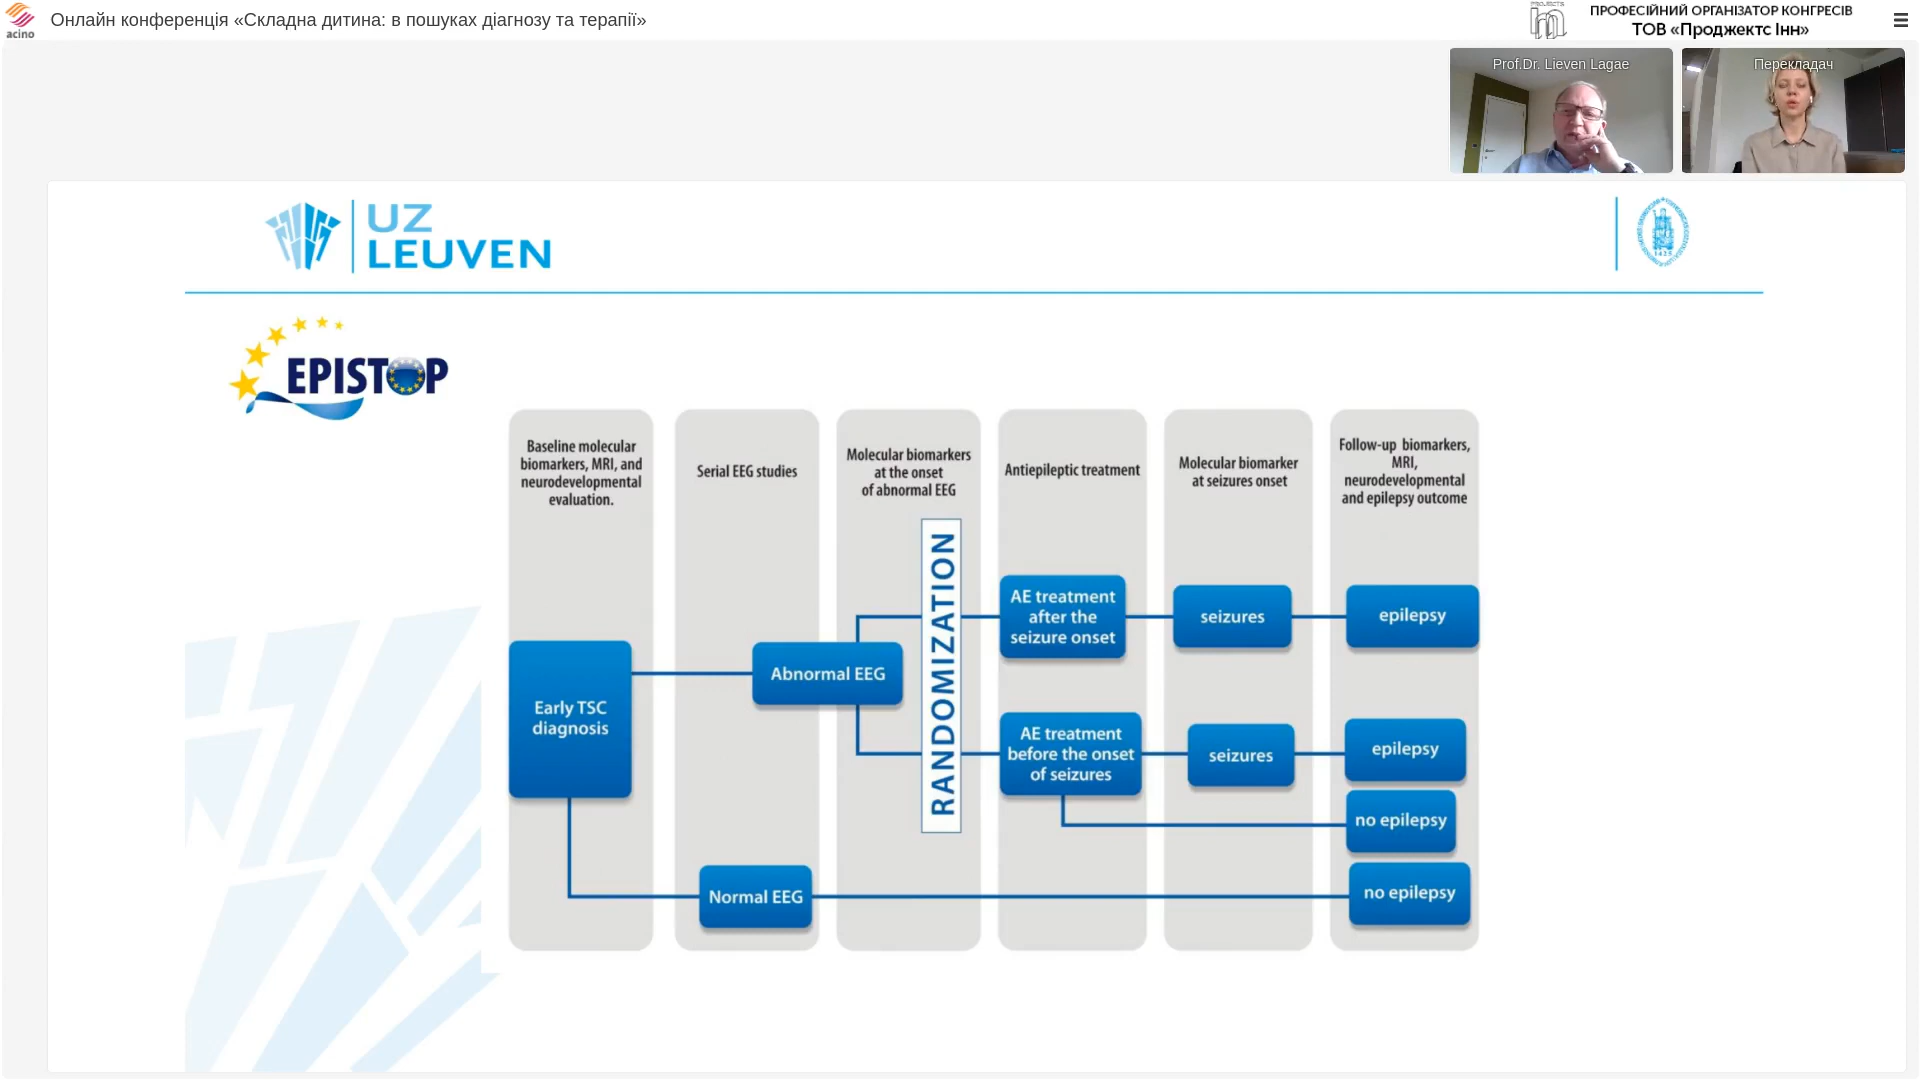 acino
Онлайн конференція «Складна дитина: в пошуках діагнозу та терапії»
PROJECTS
ПРОФЕСІЙНИЙ ОРГАНІЗАТОР КОНГРЕСІВ
ТОВ «Проджектс Інн»
Prof.Dr. Lieven Lagae
Перекладач
UZ
LEUVEN
1425
EPISTOP
Baseline molecular
biomarkers, MRI, and
neurodevelopmental
evaluation.
Serial EEG studies
Molecular biomarkers
at the onset
of abnormal EEG
Antiepileptic treatment
Molecular biomarker
at seizures onset
Follow-up biomarkers,
MRI,
neurodevelopmental
and epilepsy outcome
RANDOMIZATION
AE treatment
after the
seizure onset
seizures
epilepsy
Abnormal EEG
Early TSC
diagnosis
AE treatment
before the onset
of seizures
seizures
epilepsy
no epilepsy
Normal EEG
no epilepsy